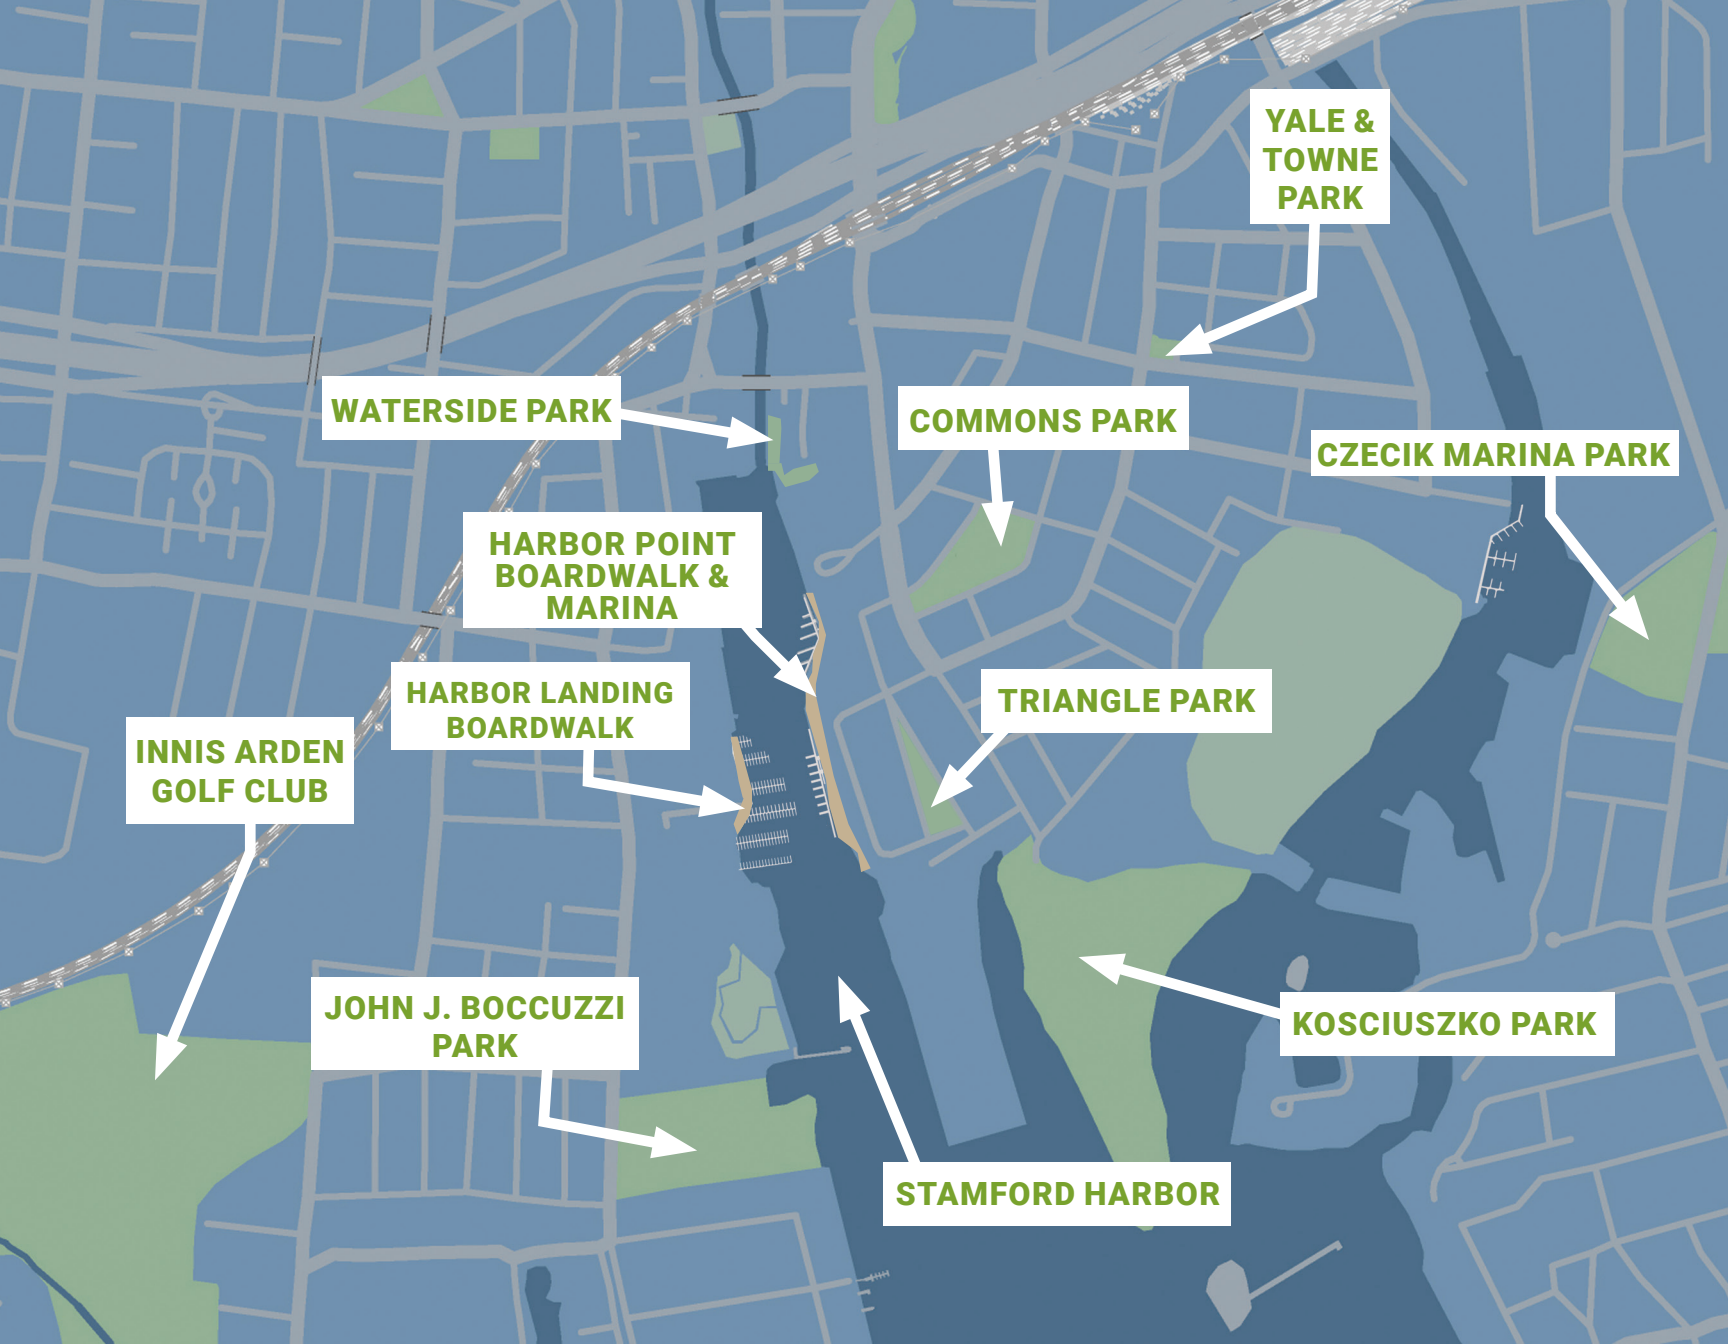 YALE &
TOWNE
PARK
WATERSIDE PARK
COMMONS PARK
CZECIK MARINA PARK
HARBOR POINT
BOARDWALK &
MARINA
HARBOR LANDING
BOARDWALK
TRIANGLE PARK
INNIS ARDEN
GOLF CLUB
JOHN J. BOCCUZZI
PARK
KOSCIUSZKO PARK
STAMFORD HARBOR